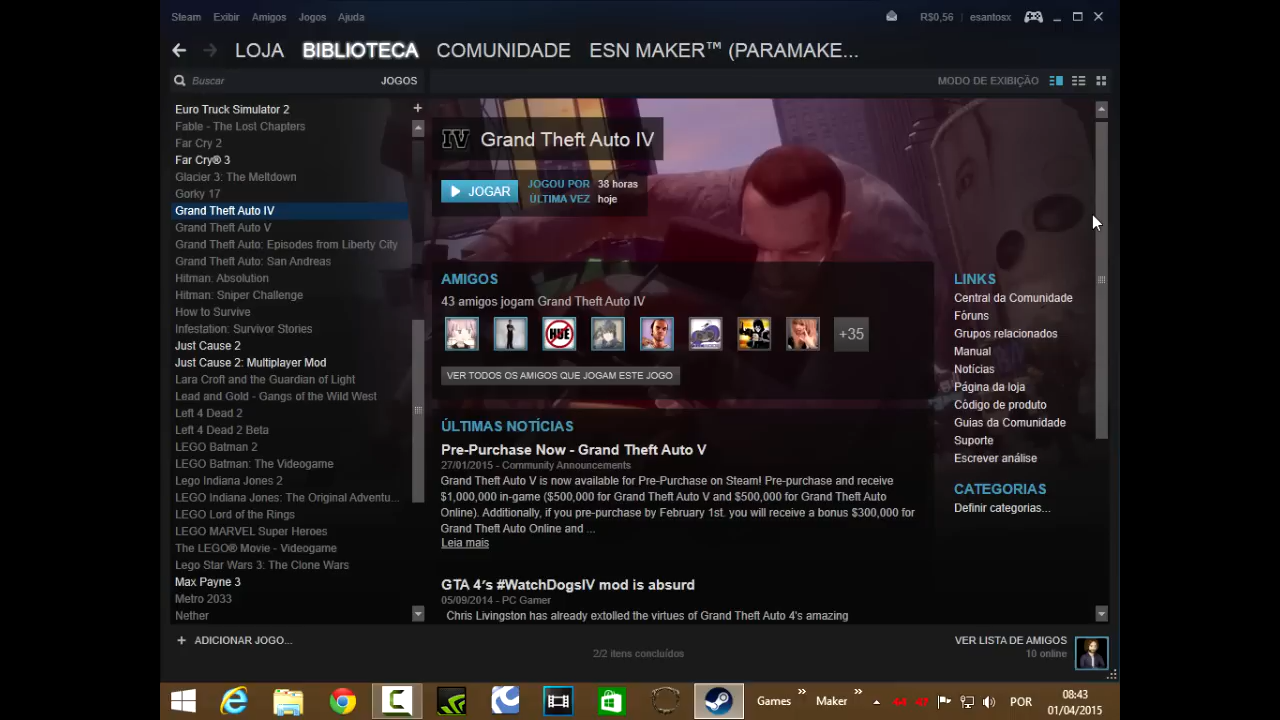 Steam Exibir Amigos Jogos Ajuda R$0,56 esantosx
LOJA BIBLIOTECA COMUNIDADE ESN MAKER™ (PARAMAKE...
Buscar JOGOS MODO DE EXIBIÇÃO
Euro Truck Simulator 2 +
Fable - The Lost Chapters
Far Cry 2
Far Cry® 3
Glacier 3: The Meltdown
Gorky 17
Grand Theft Auto IV
Grand Theft Auto V
Grand Theft Auto: Episodes from Liberty City
Grand Theft Auto: San Andreas
Hitman: Absolution
Hitman: Sniper Challenge
How to Survive
Infestation: Survivor Stories
Just Cause 2
Just Cause 2: Multiplayer Mod
Lara Croft and the Guardian of Light
Lead and Gold - Gangs of the Wild West
Left 4 Dead 2
Left 4 Dead 2 Beta
LEGO Batman 2
LEGO Batman: The Videogame
Lego Indiana Jones 2
LEGO Indiana Jones: The Original Adventu...
LEGO Lord of the Rings
LEGO MARVEL Super Heroes
The LEGO® Movie - Videogame
Lego Star Wars 3: The Clone Wars
Max Payne 3
Metro 2033
Nether
IV Grand Theft Auto IV
JOGAR
JOGOU POR 38 horas
ÚLTIMA VEZ hoje
AMIGOS
43 amigos jogam Grand Theft Auto IV
HUE
+35
VER TODOS OS AMIGOS QUE JOGAM ESTE JOGO
ÚLTIMAS NOTÍCIAS
Pre-Purchase Now - Grand Theft Auto V
27/01/2015 - Community Announcements
Grand Theft Auto V is now available for Pre-Purchase on Steam! Pre-purchase and receive
$1,000,000 in-game ($500,000 for Grand Theft Auto V and $500,000 for Grand Theft Auto
Online). Additionally, if you pre-purchase by February 1st. you will receive a bonus $300,000 for
Grand Theft Auto Online and ...
Leia mais
GTA 4's #WatchDogsIV mod is absurd
05/09/2014 - PC Gamer
Chris Livingston has already extolled the virtues of Grand Theft Auto 4's amazing
LINKS
Central da Comunidade
Fóruns
Grupos relacionados
Manual
Notícias
Página da loja
Código de produto
Guias da Comunidade
Suporte
Escrever análise
CATEGORIAS
Definir categorias...
+ ADICIONAR JOGO...
2/2 itens concluídos
VER LISTA DE AMIGOS
10 online
Games » Maker » POR
08:43
01/04/2015